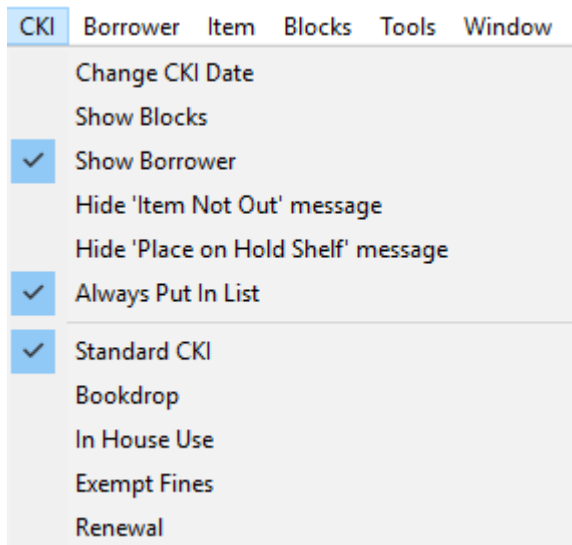 CKI Borrower Item Blocks Tools Window
Change CKI Date
Show Blocks
Show Borrower
Hide 'Item Not Out' message
Hide 'Place on Hold Shelf' message
Always Put In List
Standard CKI
Bookdrop
In House Use
Exempt Fines
Renewal